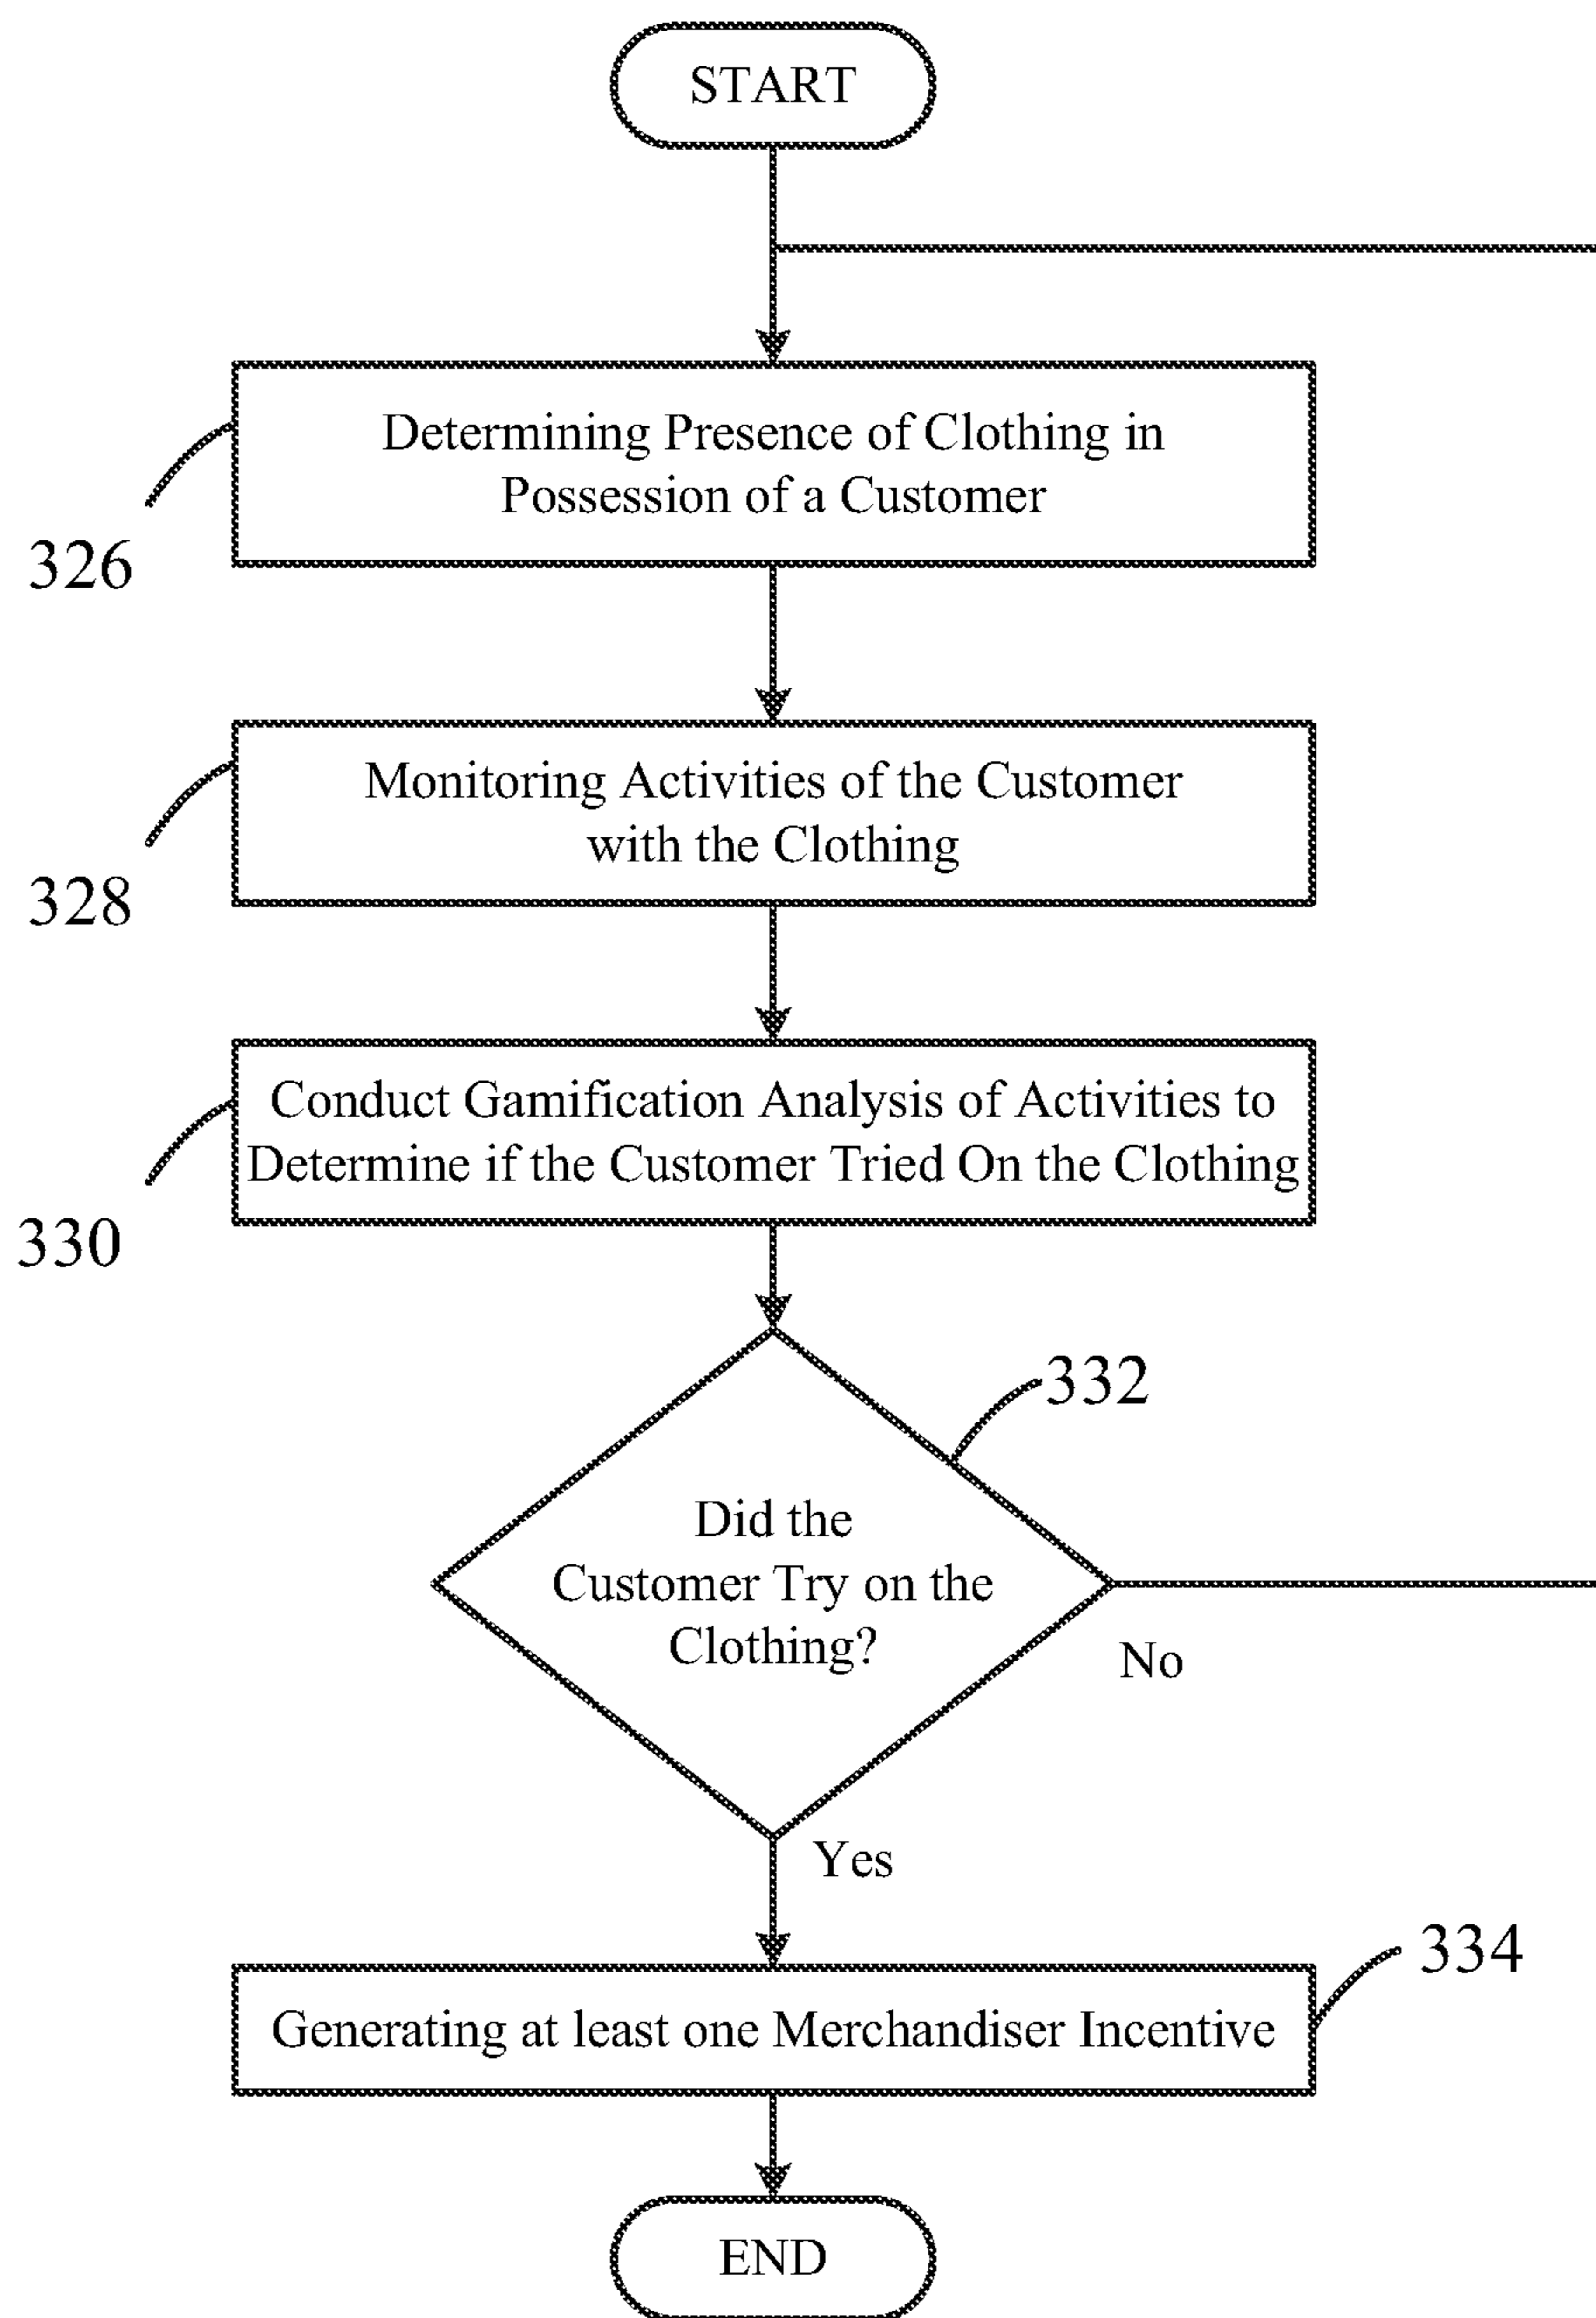 START
Determining Presence of Clothing in
Possession of a Customer
326
Monitoring Activities of the Customer
with the Clothing
328
Conduct Gamification Analysis of Activities to
Determine if the Customer Tried On the Clothing
330
332
Did the
Customer Try on the
Clothing?
No
Yes
334
Generating at least one Merchandiser Incentive
END